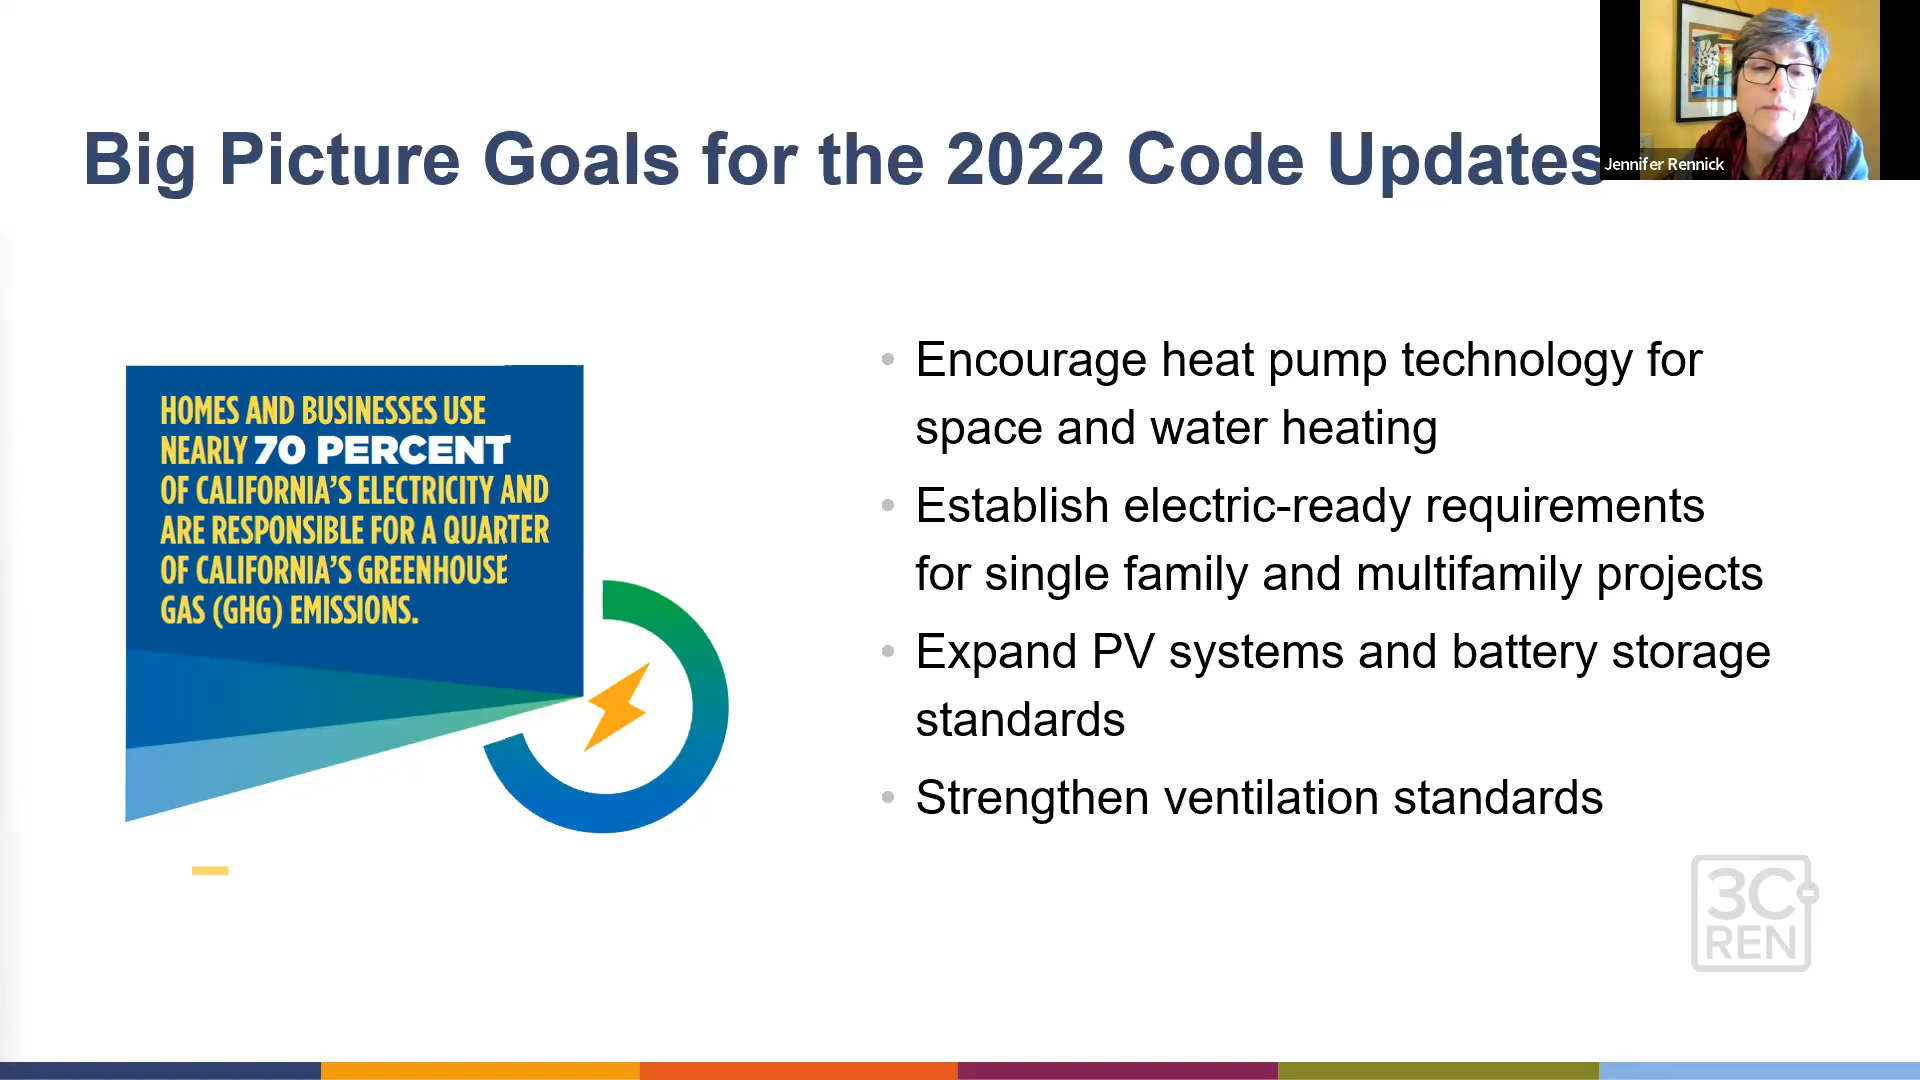 Big Picture Goals for the 2022 Code Updates
Jennifer Rennick
HOMES AND BUSINESSES USE
NEARLY 70 PERCENT
OF CALIFORNIA'S ELECTRICITY AND
ARE RESPONSIBLE FOR A QUARTER
OF CALIFORNIA'S GREENHOUSE
GAS (GHG) EMISSIONS.
• Encourage heat pump technology for
space and water heating
• Establish electric-ready requirements
for single family and multifamily projects
• Expand PV systems and battery storage
standards
• Strengthen ventilation standards
3C
REN